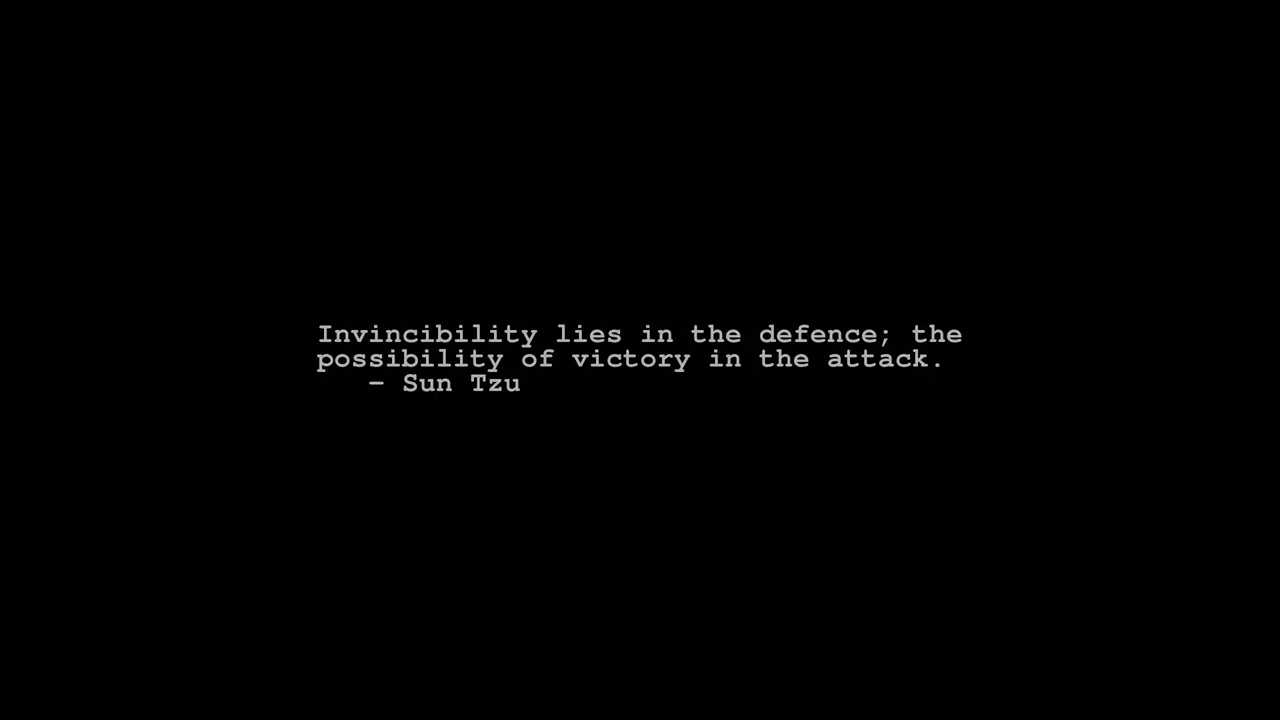 Invincibility lies in the defence; the
possibility of victory in the attack.
– Sun Tzu